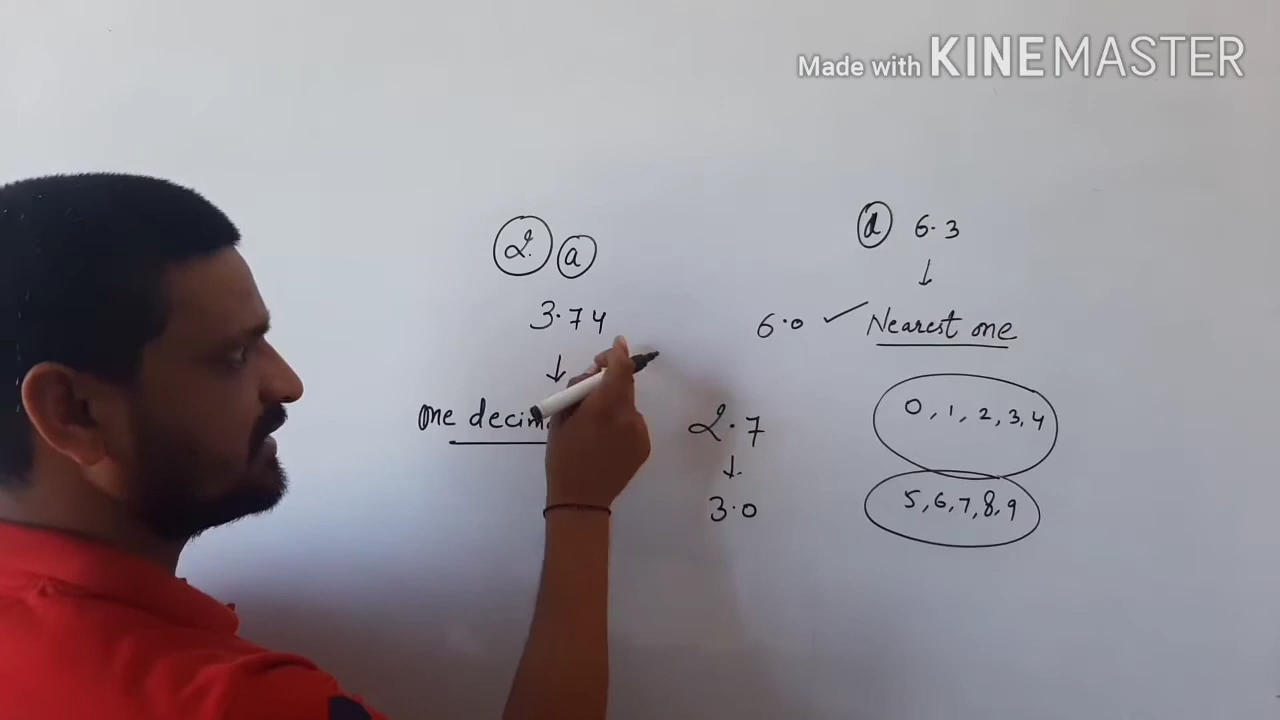 Made with KINEMASTER
2. a
3.74
↓
One decim
d 6.3
↓
6.0 ✓ Nearest one
0, 1, 2, 3, 4
5, 6, 7, 8, 9
2.7
↓
3.0